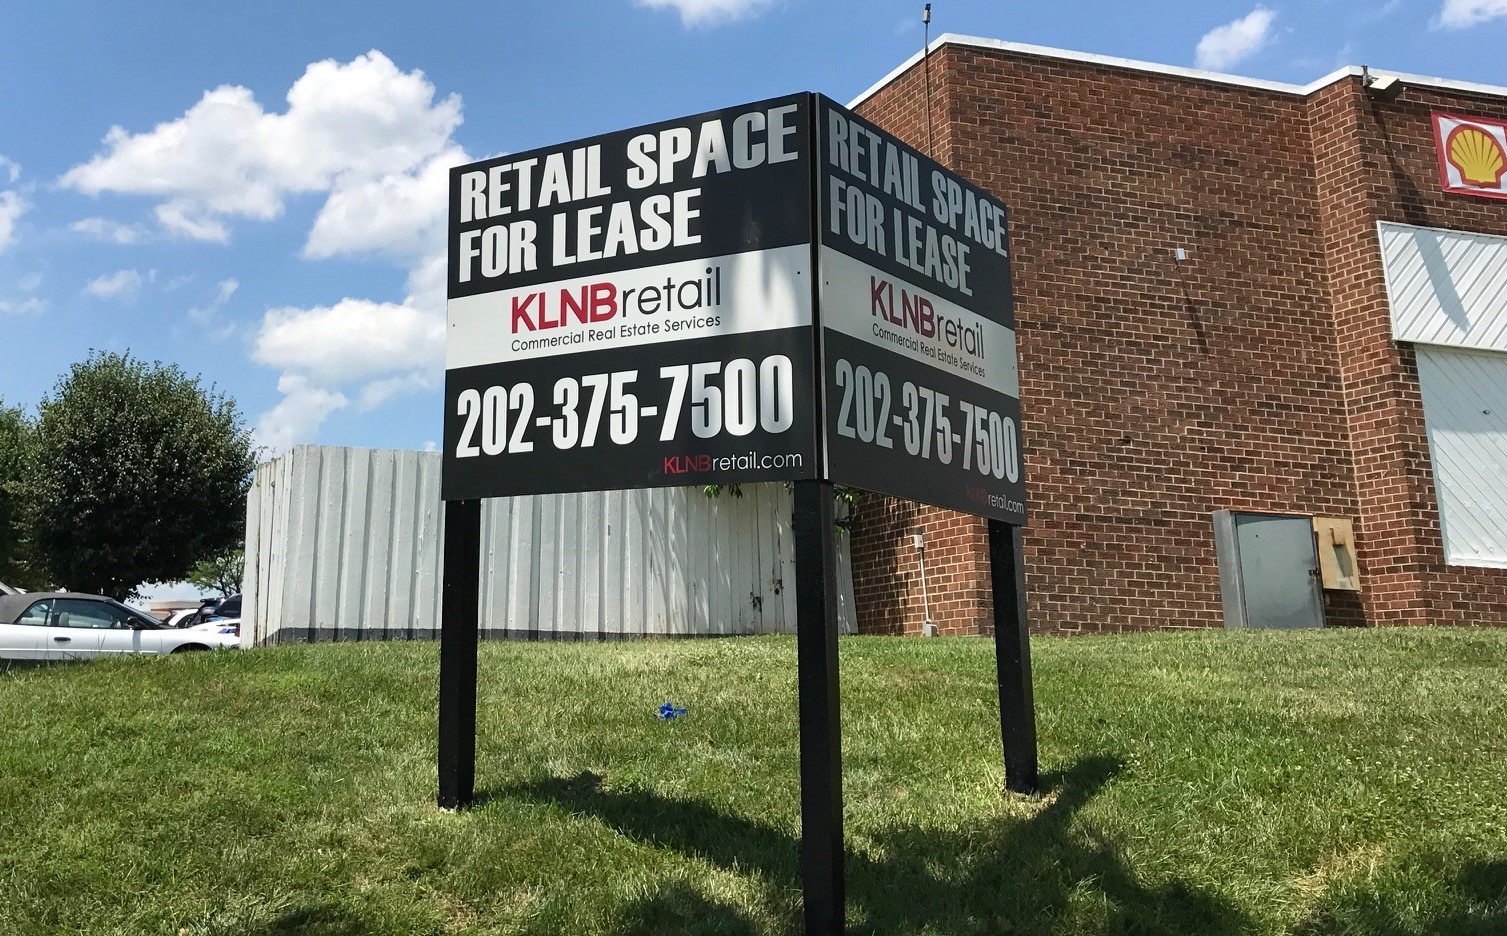 RETAIL SPACE
FOR LEASE
KLNBretail
Commercial Real Estate Services
202-375-7500
KLNBretail.com
RETAIL SPACE
FOR LEASE
KLNBretail
Commercial Real Estate Services
202-375-7500
KLNBretail.com